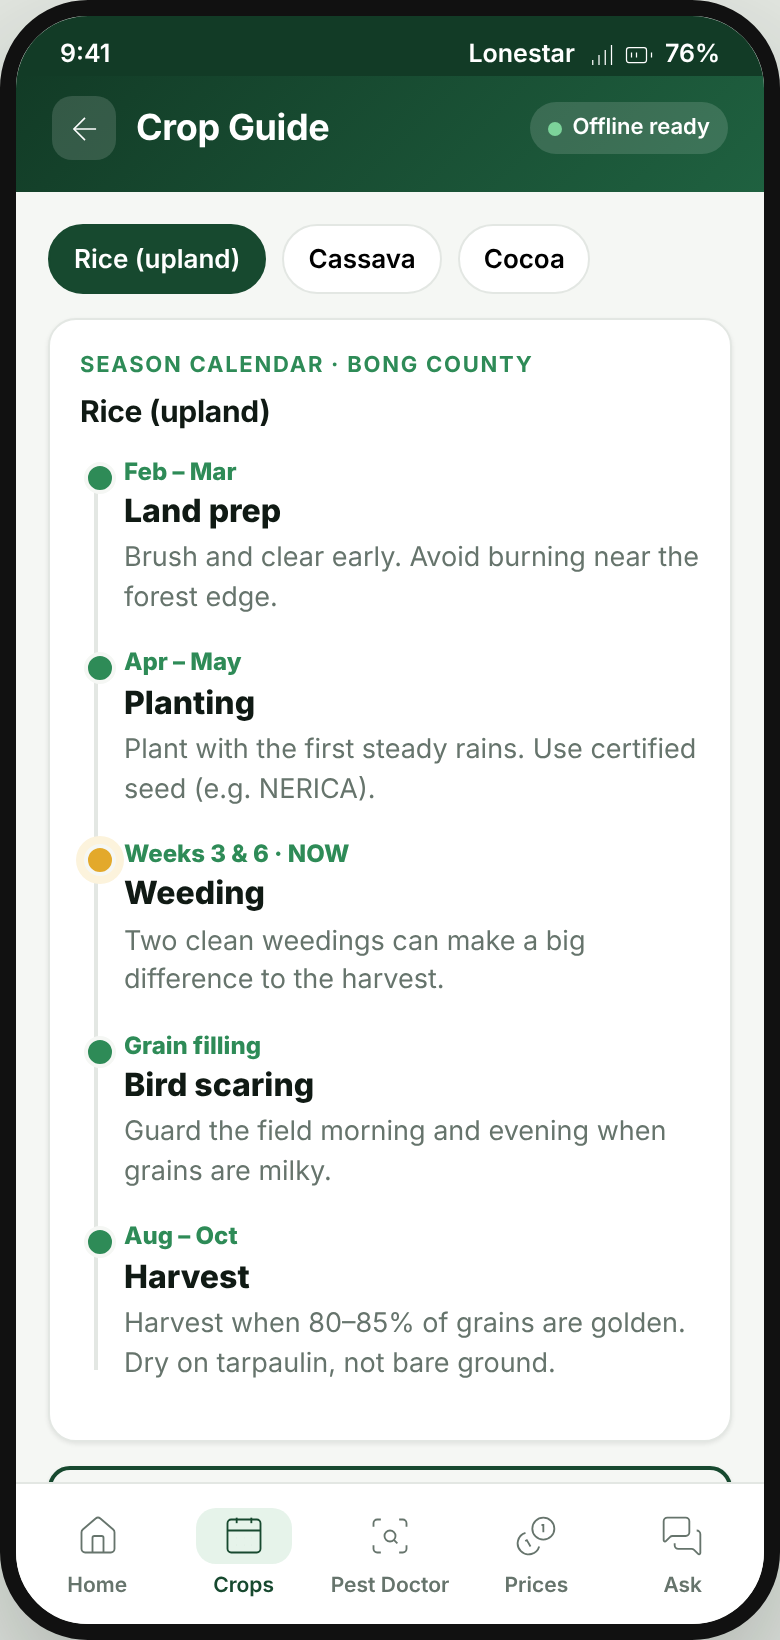 9:41
Lonestar 76%
Crop Guide
Offline ready
Rice (upland)
Cassava
Cocoa
SEASON CALENDAR · BONG COUNTY
Rice (upland)
Feb – Mar
Land prep
Brush and clear early. Avoid burning near the
forest edge.
Apr – May
Planting
Plant with the first steady rains. Use certified
seed (e.g. NERICA).
Weeks 3 & 6 · NOW
Weeding
Two clean weedings can make a big
difference to the harvest.
Grain filling
Bird scaring
Guard the field morning and evening when
grains are milky.
Aug – Oct
Harvest
Harvest when 80–85% of grains are golden.
Dry on tarpaulin, not bare ground.
Home
Crops
Pest Doctor
Prices
Ask